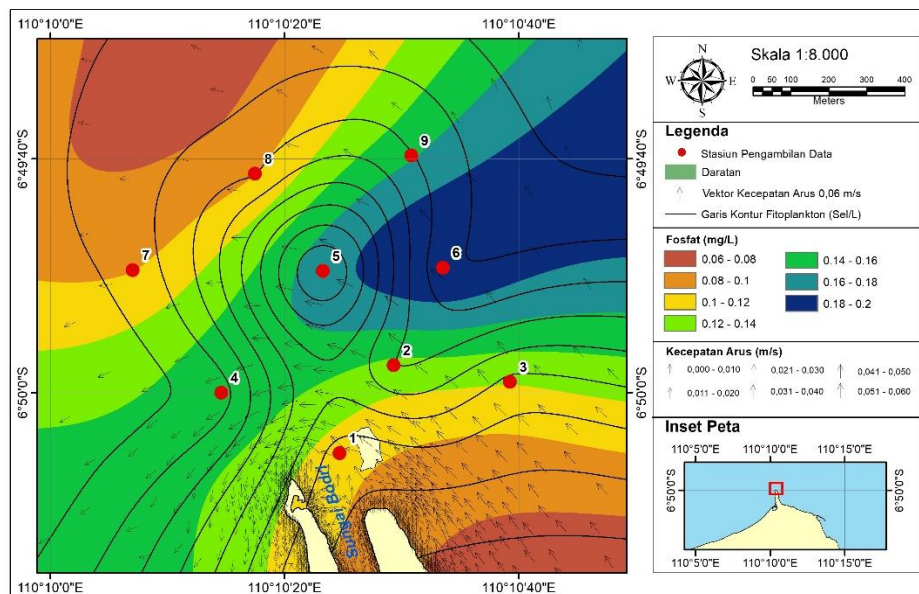 110°10'0"E
110°10'20"E
110°10'40"E
6°49'40"S
6°49'40"S
6°50'0"S
6°50'0"S
9
8
7
5
6
2
3
4
1
Sungai Bodri
110°10'0"E
110°10'20"E
110°10'40"E
N
W
E
S
Skala 1:8.000
0 50 100 200 300 400
Meters
Legenda
Stasiun Pengambilan Data
Daratan
Vektor Kecepatan Arus 0,06 m/s
Garis Kontur Fitoplankton (Sel/L)
Fosfat (mg/L)
0.06 - 0.08
0.08 - 0.1
0.1 - 0.12
0.12 - 0.14
0.14 - 0.16
0.16 - 0.18
0.18 - 0.2
Kecepatan Arus (m/s)
0,000 - 0,010
0,021 - 0,030
0,041 - 0,050
0,011 - 0,020
0,031 - 0,040
0,051 - 0,060
Inset Peta
110°5'0"E
110°10'0"E
110°15'0"E
6°50'0"S
6°50'0"S
110°5'0"E
110°10'0"E
110°15'0"E